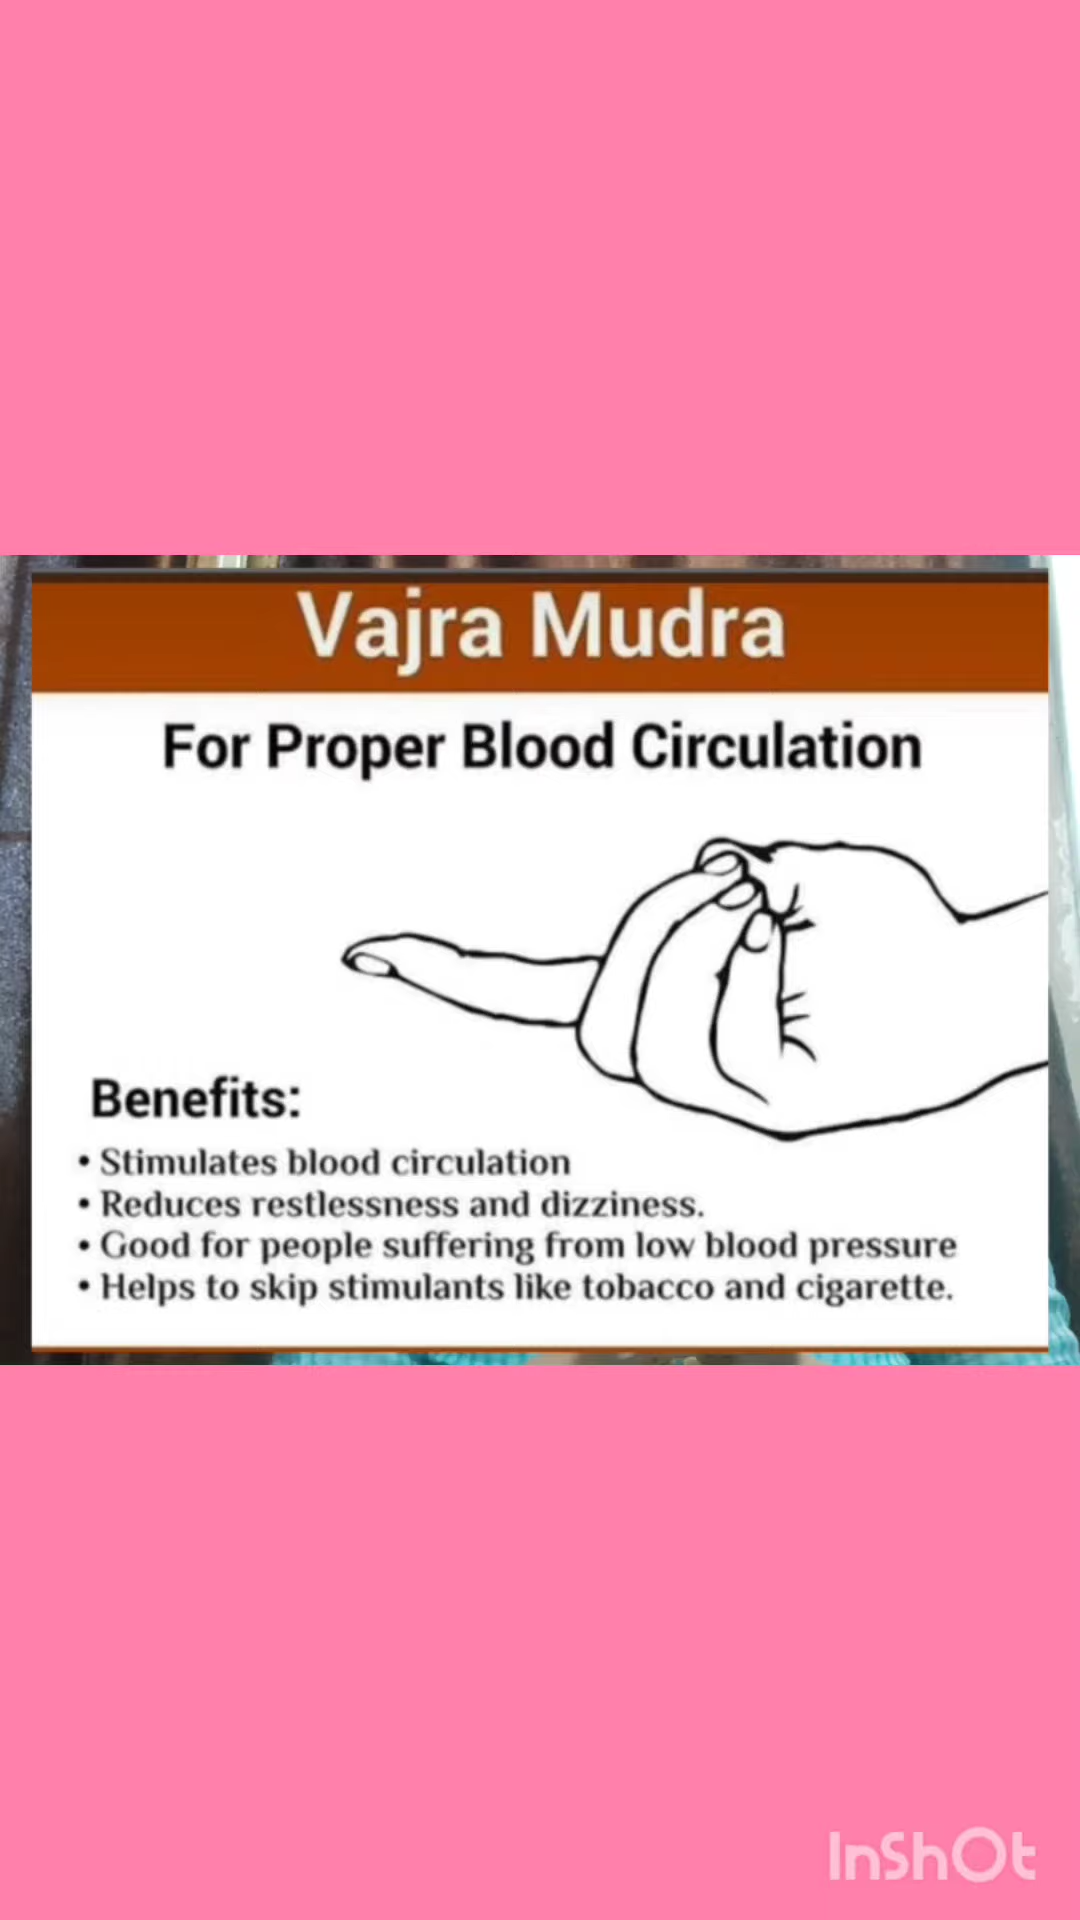 Vajra Mudra
For Proper Blood Circulation
Benefits:
• Stimulates blood circulation
• Reduces restlessness and dizziness.
• Good for people suffering from low blood pressure
• Helps to skip stimulants like tobacco and cigarette.
InShOt